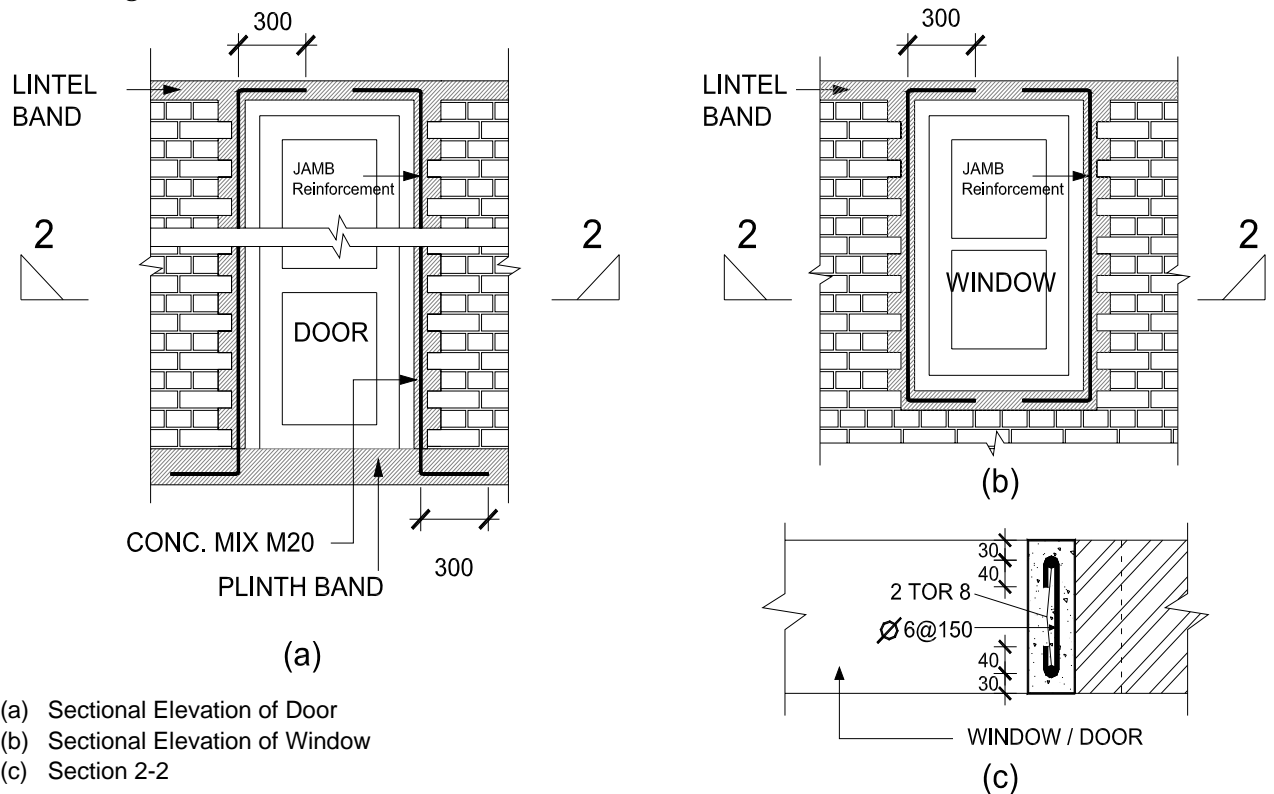 300
LINTEL
BAND
JAMB
Reinforcement
2
2
DOOR
CONC. MIX M20
300
PLINTH BAND
(a)
300
LINTEL
BAND
JAMB
Reinforcement
2
2
WINDOW
(b)
30
40
2 TOR 8
Ø6@150
40
30
WINDOW / DOOR
(c)
(a) Sectional Elevation of Door
(b) Sectional Elevation of Window
(c) Section 2-2